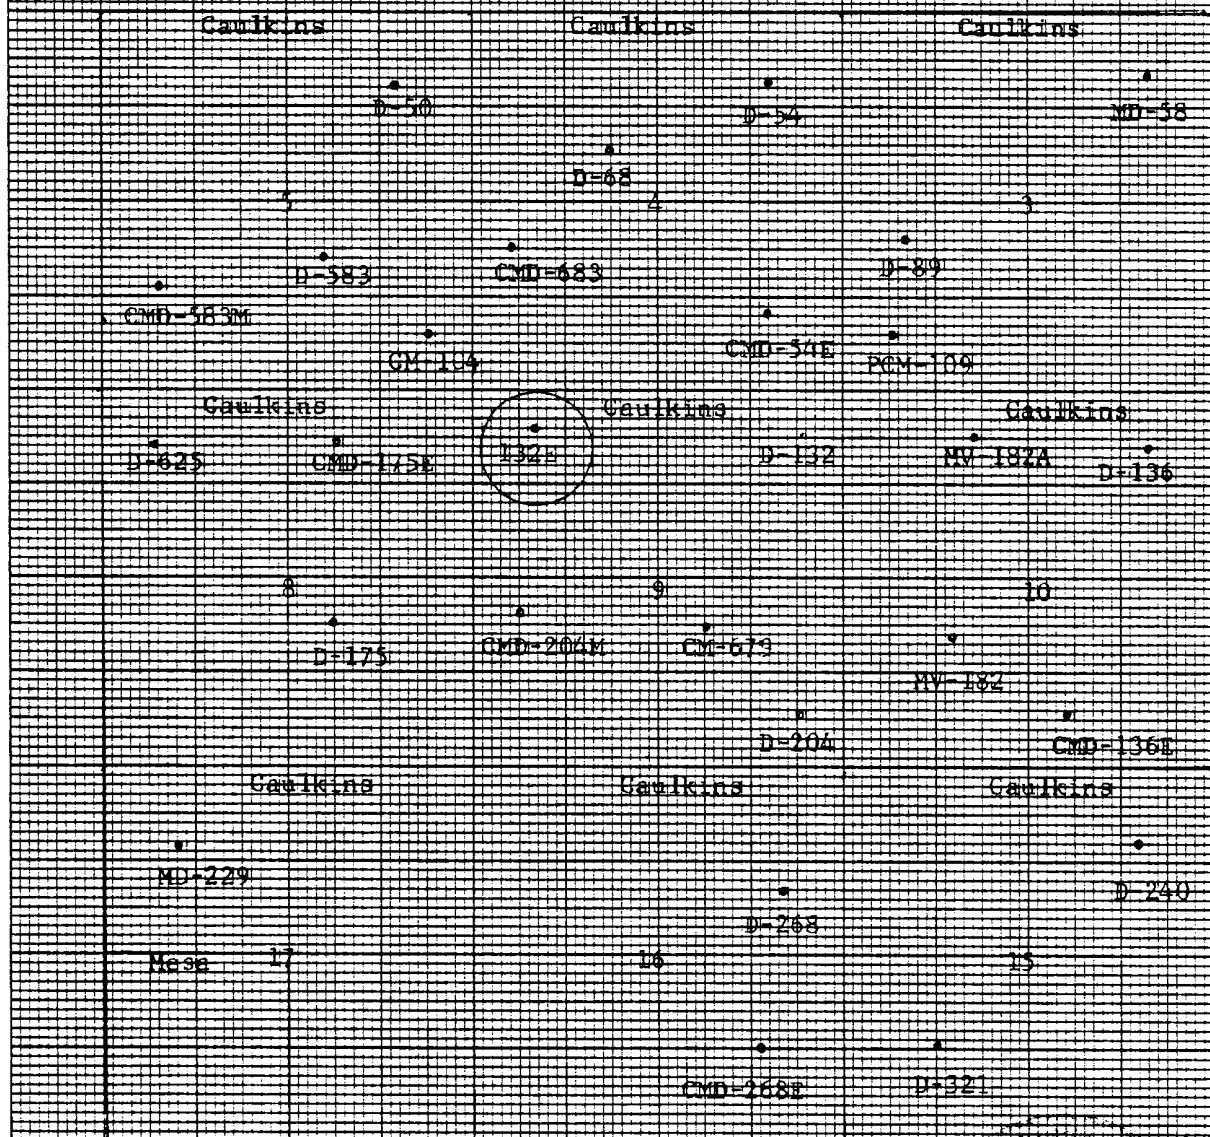 Caulkins Caulkins Caulkins
D-50 D-54 MD-58
D-68
5 4 3
D-583 CMD-683 D-89
CMD-583M
CM-104 CMD-54E PCM-109
Caulkins Caulkins Caulkins
D-625 CMD-175E 132E D-132 MV-182A D-136
8 9 10
D-175 CMD-204M CM-679
MV-182
D-204 CMD-136E
Caulkins Caulkins Caulkins
MD-229 D-240
D-268
Mesa 17 16 15
CMD-268E D-321